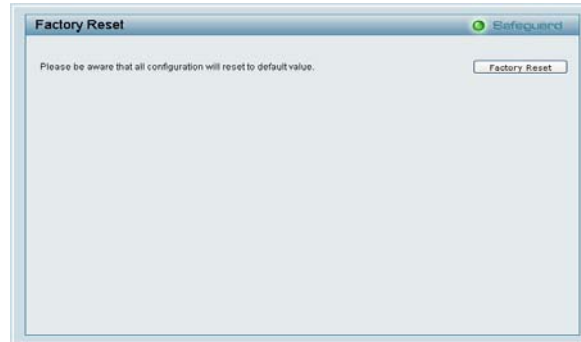 Factory Reset
Safeguard
Please be aware that all configuration will reset to default value.
Factory Reset